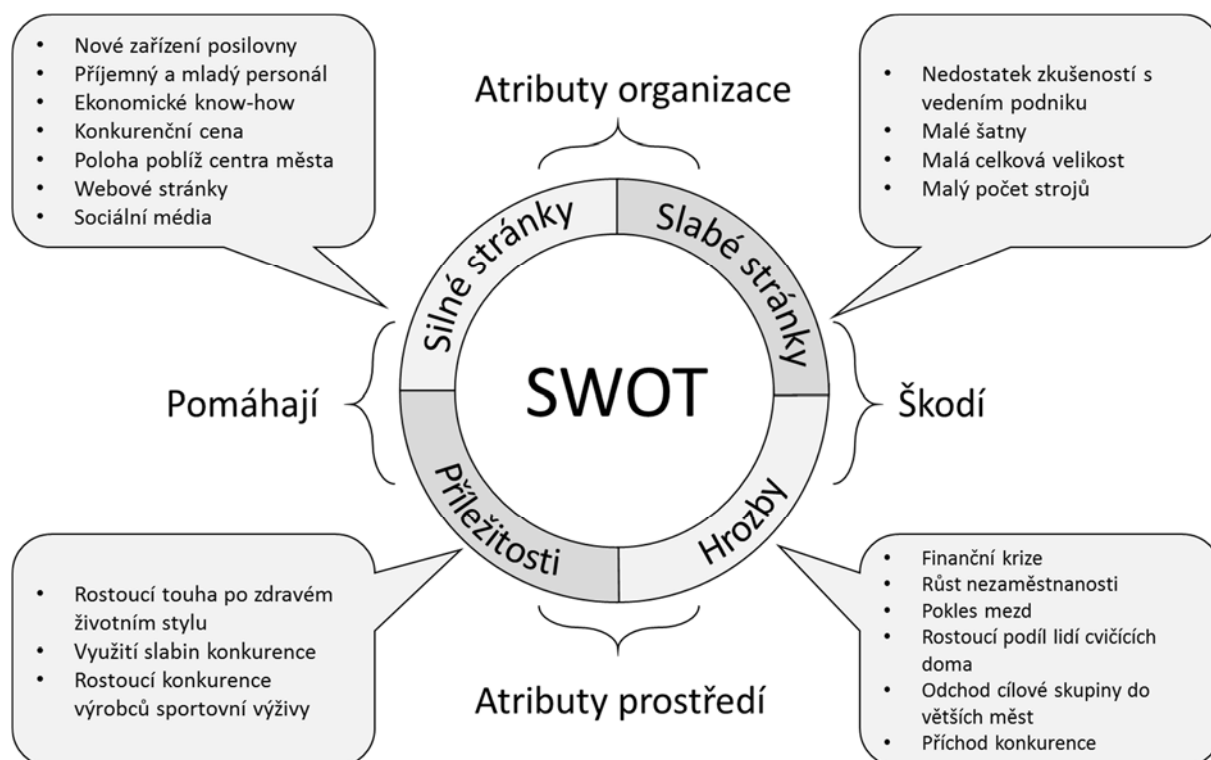 • Nové zařízení posilovny
• Příjemný a mladý personál
• Ekonomické know-how
• Konkurenční cena
• Poloha poblíž centra města
• Webové stránky
• Sociální média
Atributy organizace
• Nedostatek zkušeností s
vedením podniku
• Malé šatny
• Malá celková velikost
• Malý počet strojů
Silné stránky
Slabé stránky
Pomáhají
SWOT
Škodí
Příležitosti
Hrozby
• Rostoucí touha po zdravém
životním stylu
• Využití slabin konkurence
• Rostoucí konkurence
výrobců sportovní výživy
Atributy prostředí
• Finanční krize
• Růst nezaměstnanosti
• Pokles mezd
• Rostoucí podíl lidí cvičících
doma
• Odchod cílové skupiny do
větších měst
• Příchod konkurence